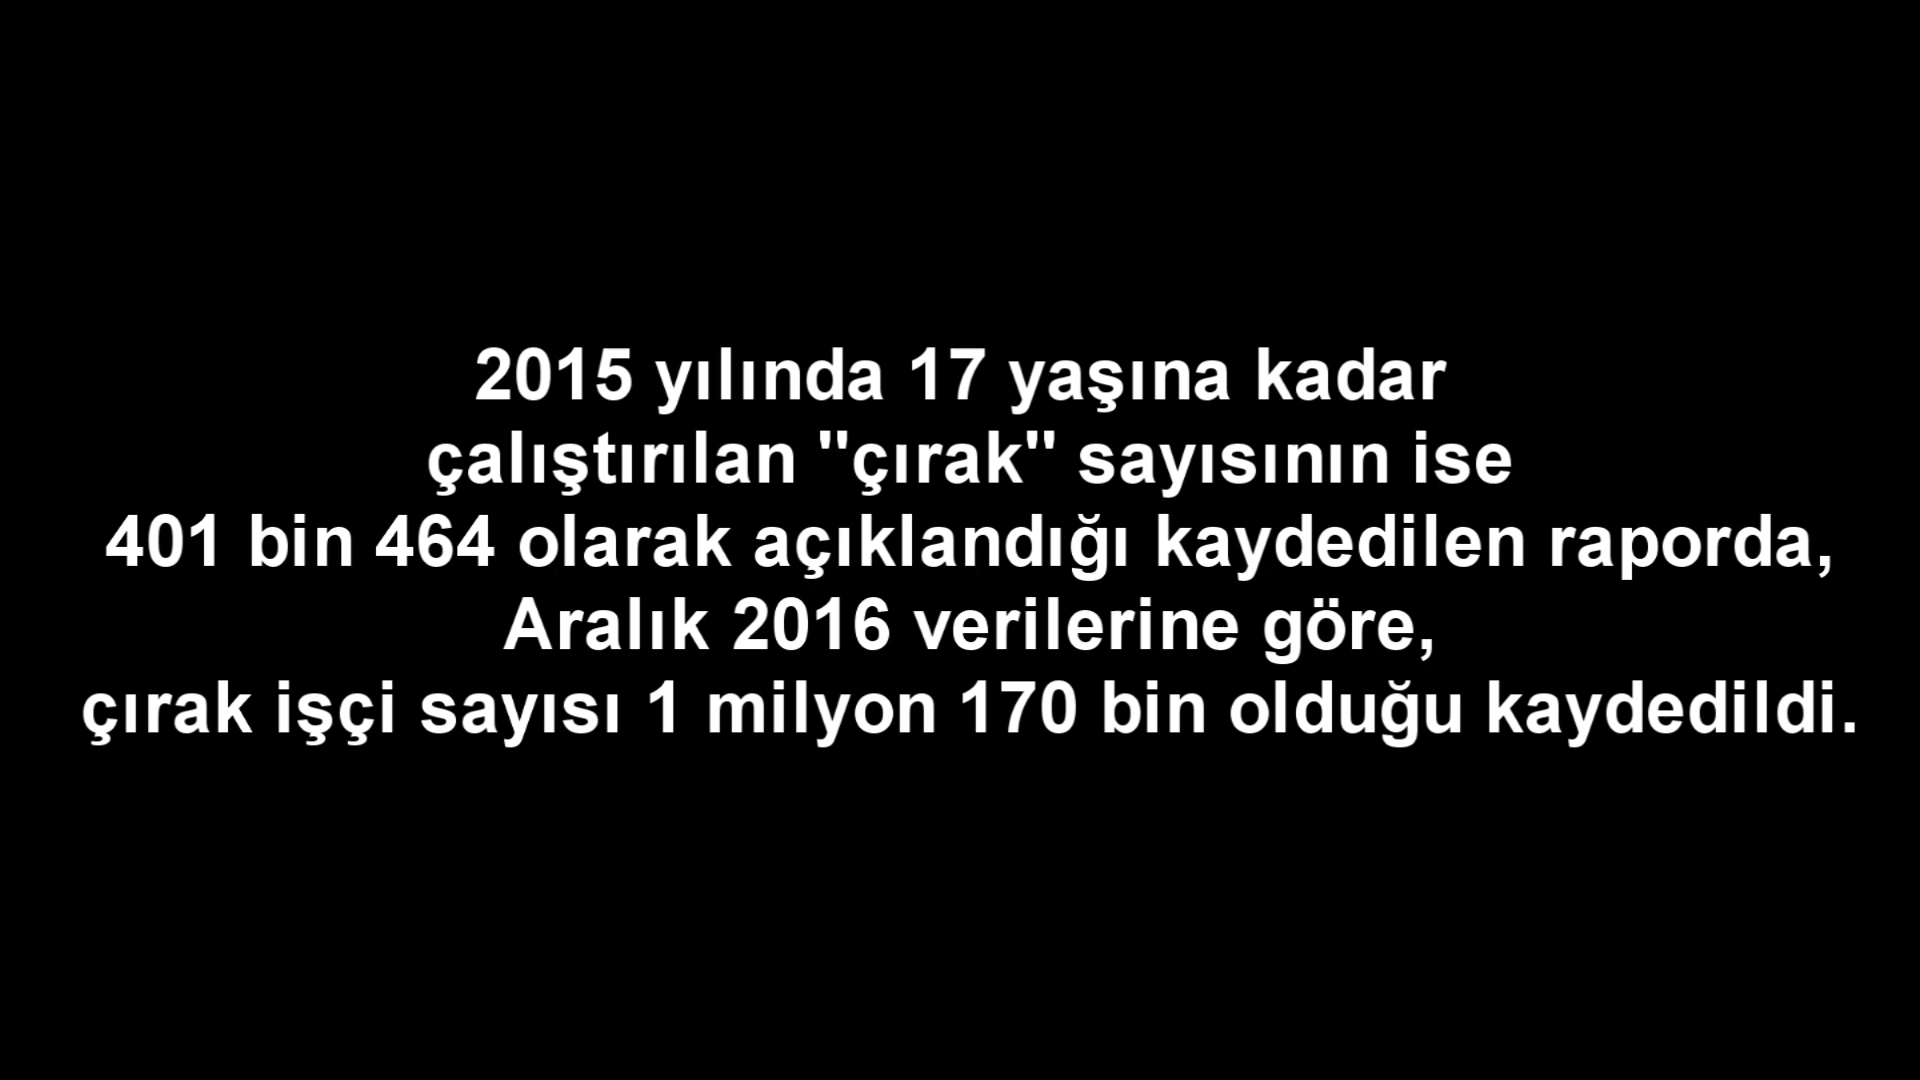 2015 yılında 17 yaşına kadar
çalıştırılan "çırak" sayısının ise
401 bin 464 olarak açıklandığı kaydedilen raporda,
Aralık 2016 verilerine göre,
çırak işçi sayısı 1 milyon 170 bin olduğu kaydedildi.